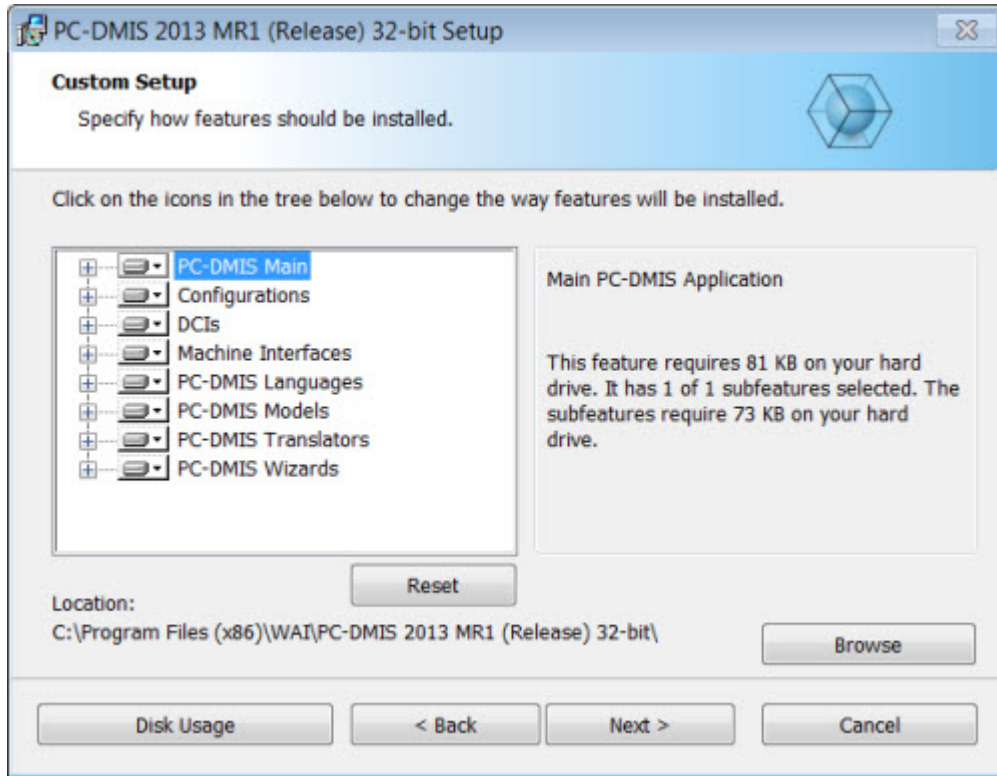 PC-DMIS 2013 MR1 (Release) 32-bit Setup
Custom Setup
Specify how features should be installed.
Click on the icons in the tree below to change the way features will be installed.
PC-DMIS Main
Configurations
DCIs
Machine Interfaces
PC-DMIS Languages
PC-DMIS Models
PC-DMIS Translators
PC-DMIS Wizards
Main PC-DMIS Application
This feature requires 81 KB on your hard
drive. It has 1 of 1 subfeatures selected. The
subfeatures require 73 KB on your hard
drive.
Reset
Location:
C:\Program Files (x86)\WAI\PC-DMIS 2013 MR1 (Release) 32-bit\
Browse
Disk Usage
< Back
Next >
Cancel